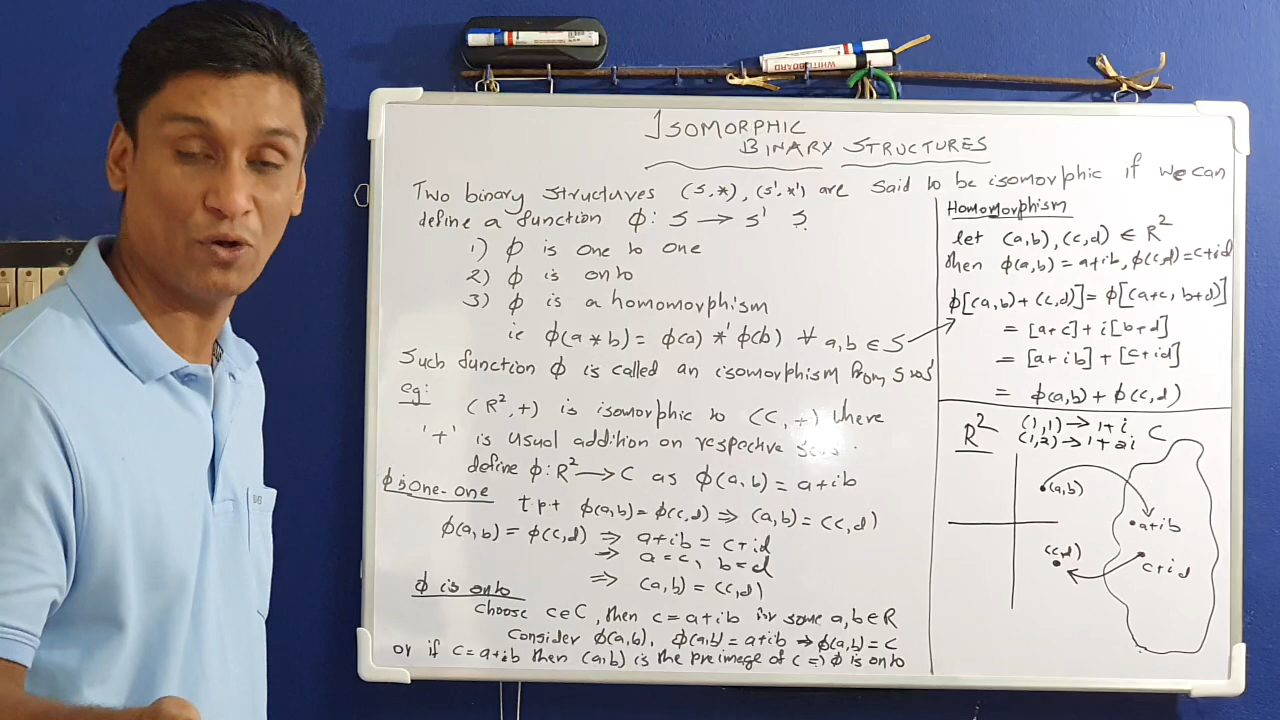 ISOMORPHIC
BINARY STRUCTURES
Two binary structures (S,*), (S',*') are said to be isomorphic if we can
define a function φ: S → S' ∋
1) φ is one to one
2) φ is onto
3) φ is a homomorphism
ie φ(a*b) = φ(a) *' φ(b) ∀ a,b ∈ S
Such function φ is called an isomorphism from S to S'
eg:
(R², +) is isomorphic to (C, +) where
'+' is usual addition on respective sets.
define φ: R² → C as φ(a,b) = a+ib
φ is one-one
t.p.t φ(a,b) = φ(c,d) ⇒ (a,b) = (c,d)
φ(a,b) = φ(c,d) ⇒ a+ib = c+id
⇒ a=c, b=d
⇒ (a,b) = (c,d)
φ is onto
Choose c∈C, then c = a+ib for some a,b∈R
Consider φ(a,b), φ(a,b) = a+ib ⇒ φ(a,b) = c
or if c=a+ib then (a,b) is the preimage of c ⇒ φ is onto
Homomorphism
let (a,b), (c,d) ∈ R²
then φ(a,b) = a+ib, φ(c,d)=c+id
φ[(a,b)+(c,d)] = φ[(a+c, b+d)]
= [a+c]+i[b+d]
= [a+ib]+[c+id]
= φ(a,b) + φ(c,d)
R² (1,1) → 1+i C
(1,2) → 1+2i
(a,b)
a+ib
(c,d)
c+id
WHITEBOARD